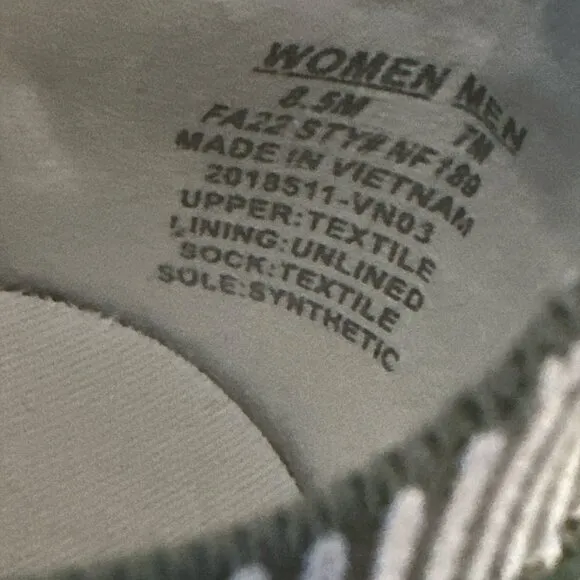 WOMEN MEN
8.5M 7M
FA22 STY# NF189
MADE IN VIETNAM
2018511-VN03
UPPER:TEXTILE
LINING:UNLINED
SOCK:TEXTILE
SOLE:SYNTHETIC